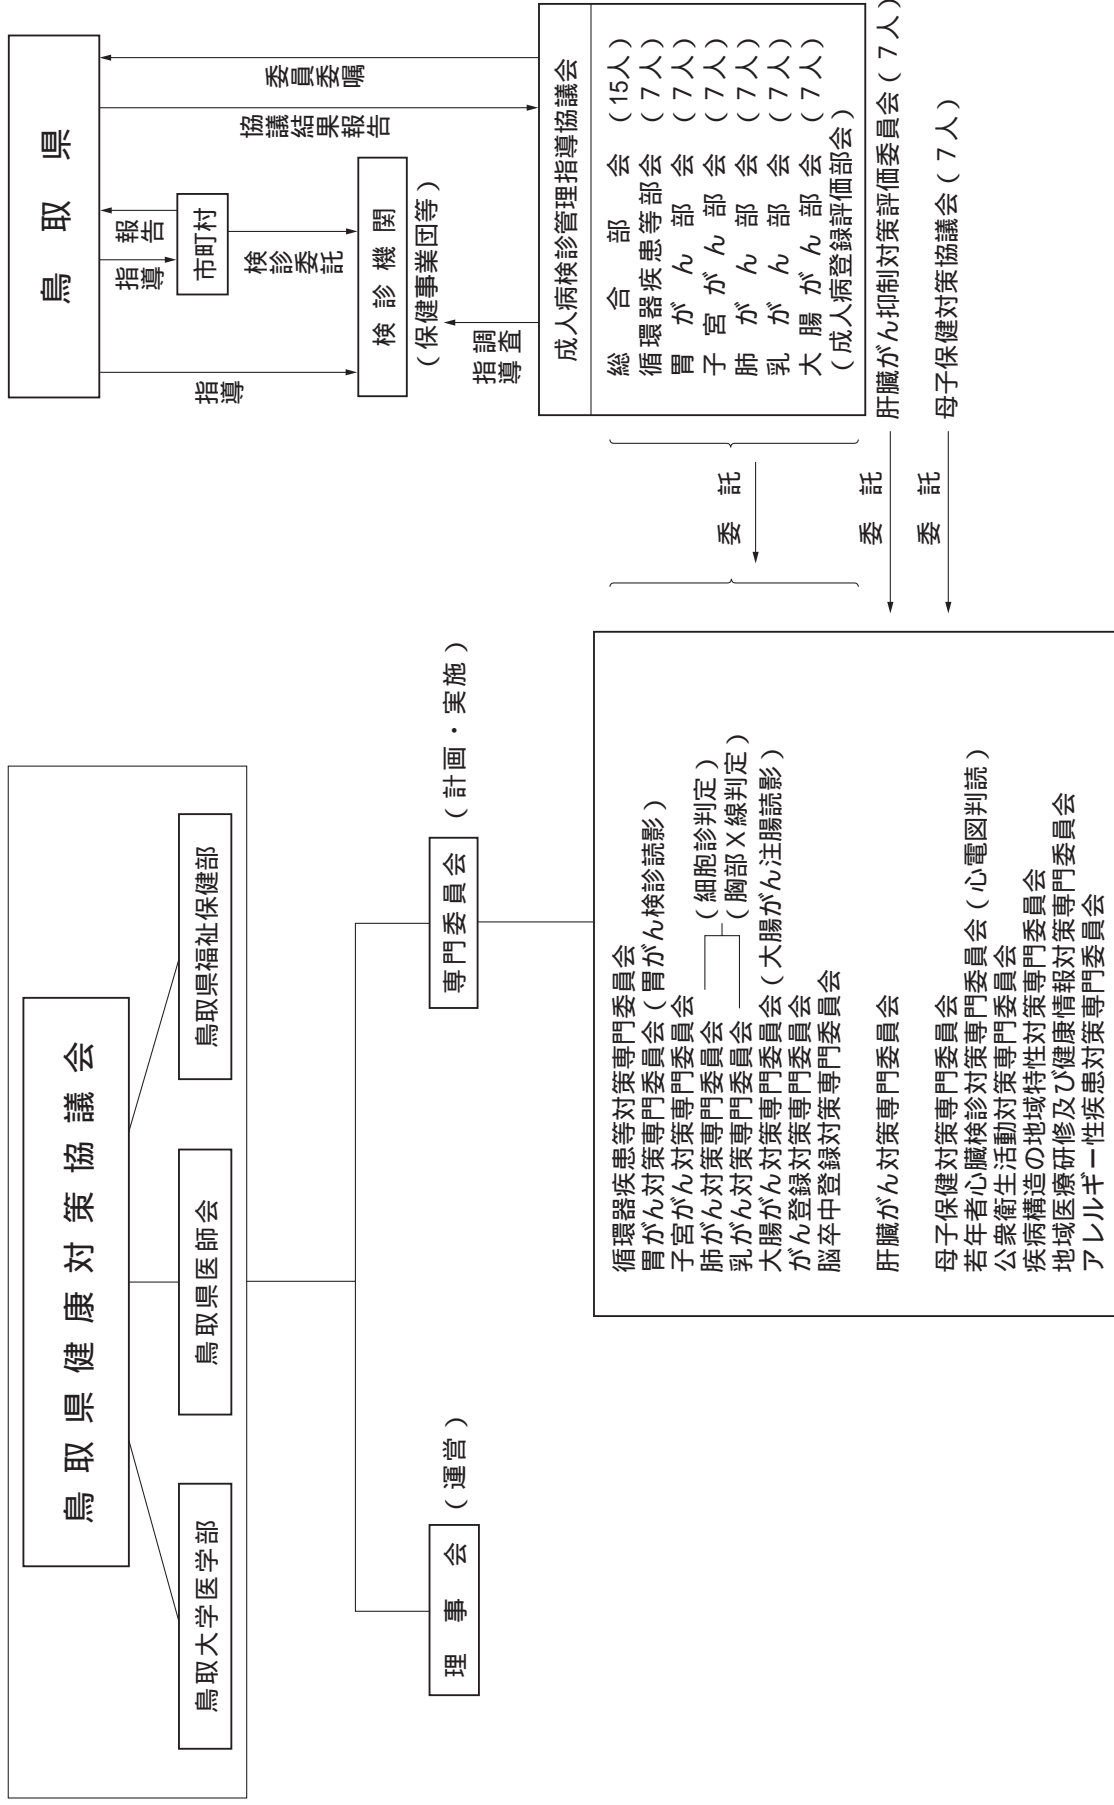 鳥取県健康対策協議会
鳥取大学医学部
鳥取県医師会
鳥取県福祉保健部
理事会
(運営)
専門委員会
(計画・実施)
循環器疾患等対策専門委員会
胃がん対策専門委員会(胃がん検診読影)
子宮がん対策専門委員会
肺がん対策専門委員会
(細胞診判定)
乳がん対策専門委員会
(胸部X線判定)
大腸がん対策専門委員会(大腸がん注腸読影)
がん登録対策専門委員会
脳卒中登録対策専門委員会
肝臓がん対策専門委員会
母子保健対策専門委員会
若年者心臓検診対策専門委員会(心電図判読)
公衆衛生活動対策専門委員会
疾病構造の地域特性対策専門委員会
地域医療研修及び健康情報対策専門委員会
アレルギー性疾患対策専門委員会
鳥取県
指導
指導
報告
市町村
検診委託
協議結果報告
委員委嘱
検診機関
(保健事業団等)
指導
調査
成人病検診管理指導協議会
総合部会(15人)
循環器疾患等部会(7人)
胃がん部会(7人)
子宮がん部会(7人)
肺がん部会(7人)
乳がん部会(7人)
大腸がん部会(7人)
(成人病登録評価部会)
肝臓がん抑制対策評価委員会(7人)
母子保健対策協議会(7人)
委託
委託
委託